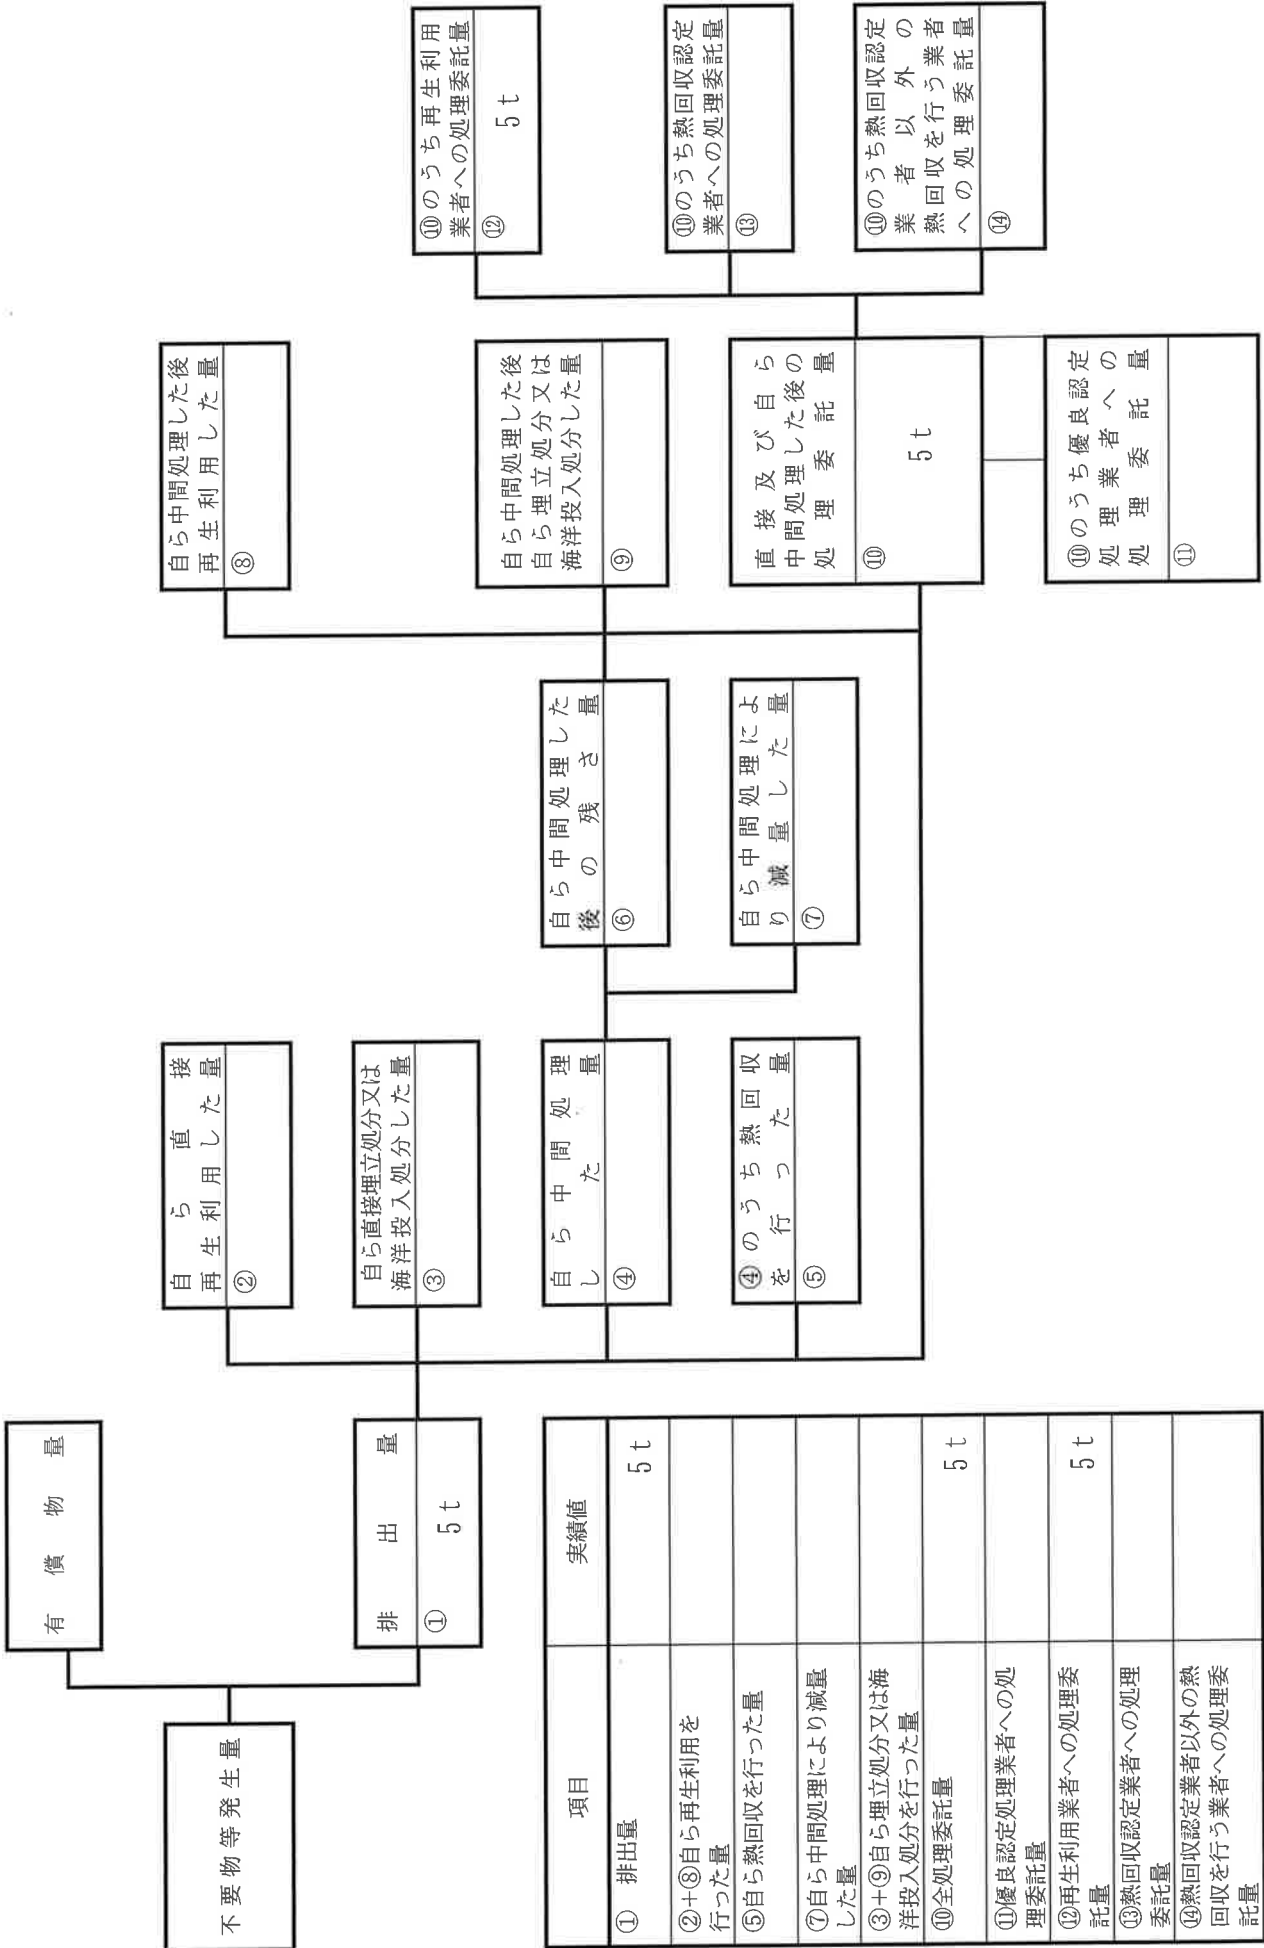 有償物量
不要物等発生量
排出量
①
5t
自ら直接
再生利用した量
②
自ら直接埋立処分又は
海洋投入処分した量
③
自ら中間処理
した量
④
④のうち熱回収
を行った量
⑤
自ら中間処理した
後の残さ量
⑥
自ら中間処理によ
り減量した量
⑦
自ら中間処理した後
再生利用した量
⑧
自ら中間処理した後
自ら埋立処分又は
海洋投入処分した量
⑨
直接及び自ら
中間処理した後の
処理委託量
⑩
5t
⑩のうち優良認定
処理業者への
処理委託量
⑪
⑩のうち再生利用
業者への処理委託量
⑫
5t
⑩のうち熱回収認定
業者への処理委託量
⑬
⑩のうち熱回収認定
業者以外の
熱回収を行う業者
への処理委託量
⑭
項目 実績値
① 排出量 5t
②+⑧自ら再生利用を
行った量
⑤自ら熱回収を行った量
⑦自ら中間処理により減量
した量
③+⑨自ら埋立処分又は海
洋投入処分を行った量
⑩全処理委託量 5t
⑪優良認定処理業者への処
理委託量
⑫再生利用業者への処理委
託量 5t
⑬熱回収認定業者への処理
委託量
⑭熱回収認定業者以外の熱
回収を行う業者への処理委
託量